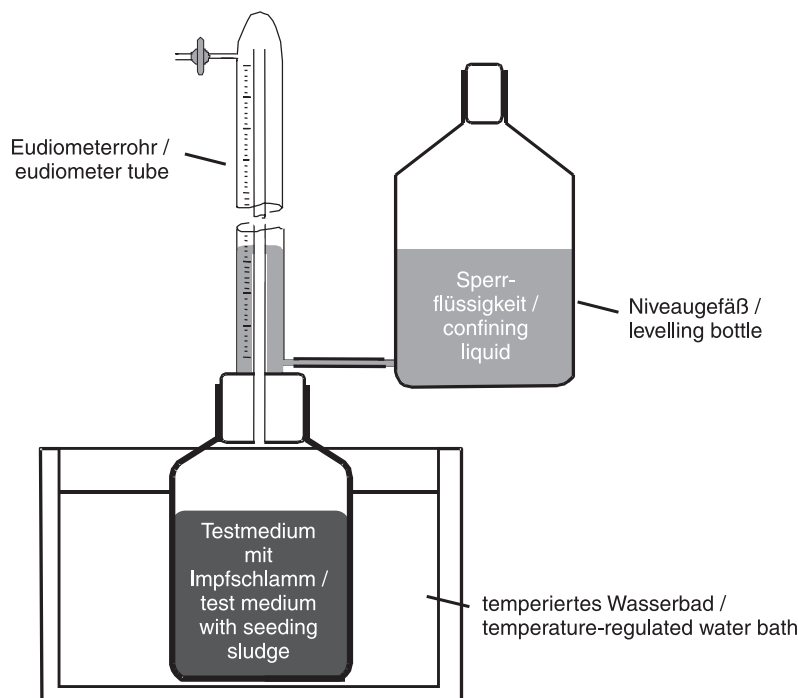 Eudiometerrohr /
eudiometer tube
Sperr-
flüssigkeit /
confining
liquid
Niveaugefäß /
levelling bottle
Testmedium
mit
Impfschlamm /
test medium
with seeding
sludge
temperiertes Wasserbad /
temperature-regulated water bath